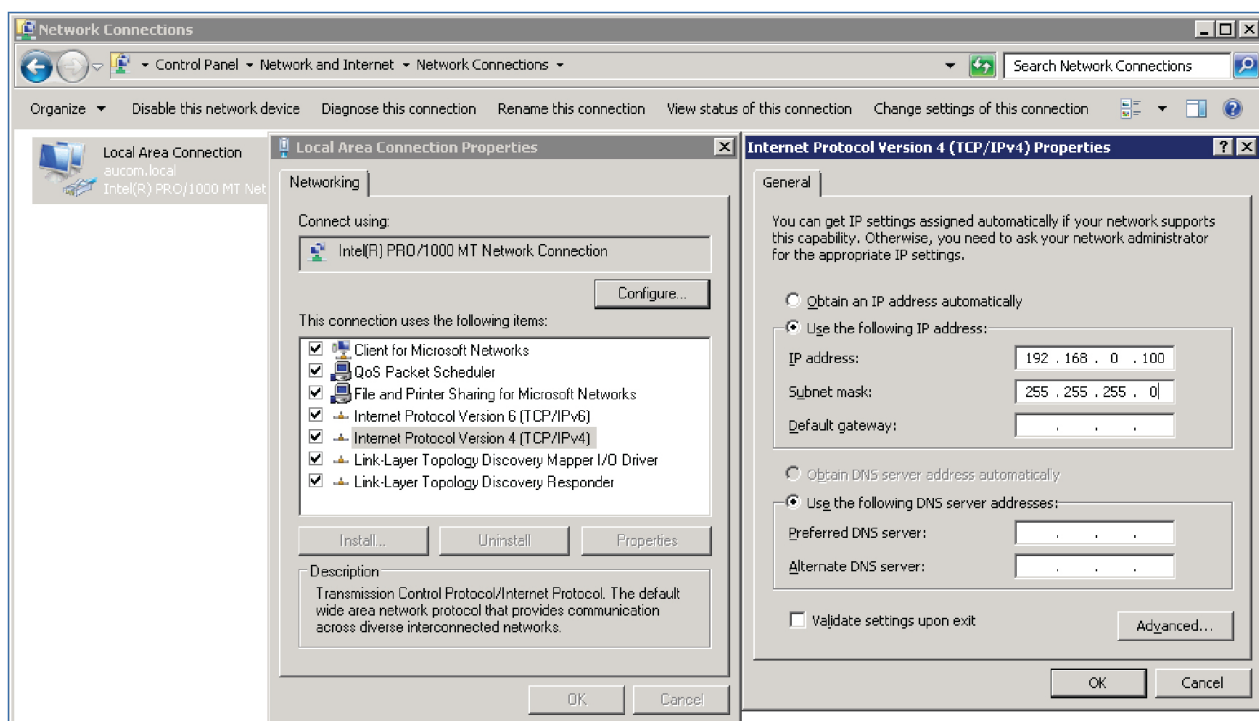 Network Connections
Control Panel Network and Internet Network Connections
Search Network Connections
Organize Disable this network device Diagnose this connection Rename this connection View status of this connection Change settings of this connection
Local Area Connection
aucom.local
Intel(R) PRO/1000 MT Net
Local Area Connection Properties
Networking
Connect using:
Intel(R) PRO/1000 MT Network Connection
Configure...
This connection uses the following items:
Client for Microsoft Networks
QoS Packet Scheduler
File and Printer Sharing for Microsoft Networks
Internet Protocol Version 6 (TCP/IPv6)
Internet Protocol Version 4 (TCP/IPv4)
Link-Layer Topology Discovery Mapper I/O Driver
Link-Layer Topology Discovery Responder
Install... Uninstall Properties
Description
Transmission Control Protocol/Internet Protocol. The default
wide area network protocol that provides communication
across diverse interconnected networks.
OK Cancel
Internet Protocol Version 4 (TCP/IPv4) Properties
General
You can get IP settings assigned automatically if your network supports
this capability. Otherwise, you need to ask your network administrator
for the appropriate IP settings.
Obtain an IP address automatically
Use the following IP address:
IP address: 192 . 168 . 0 . 100
Subnet mask: 255 . 255 . 255 . 0
Default gateway: . . .
Obtain DNS server address automatically
Use the following DNS server addresses:
Preferred DNS server: . . .
Alternate DNS server: . . .
Validate settings upon exit
Advanced...
OK Cancel